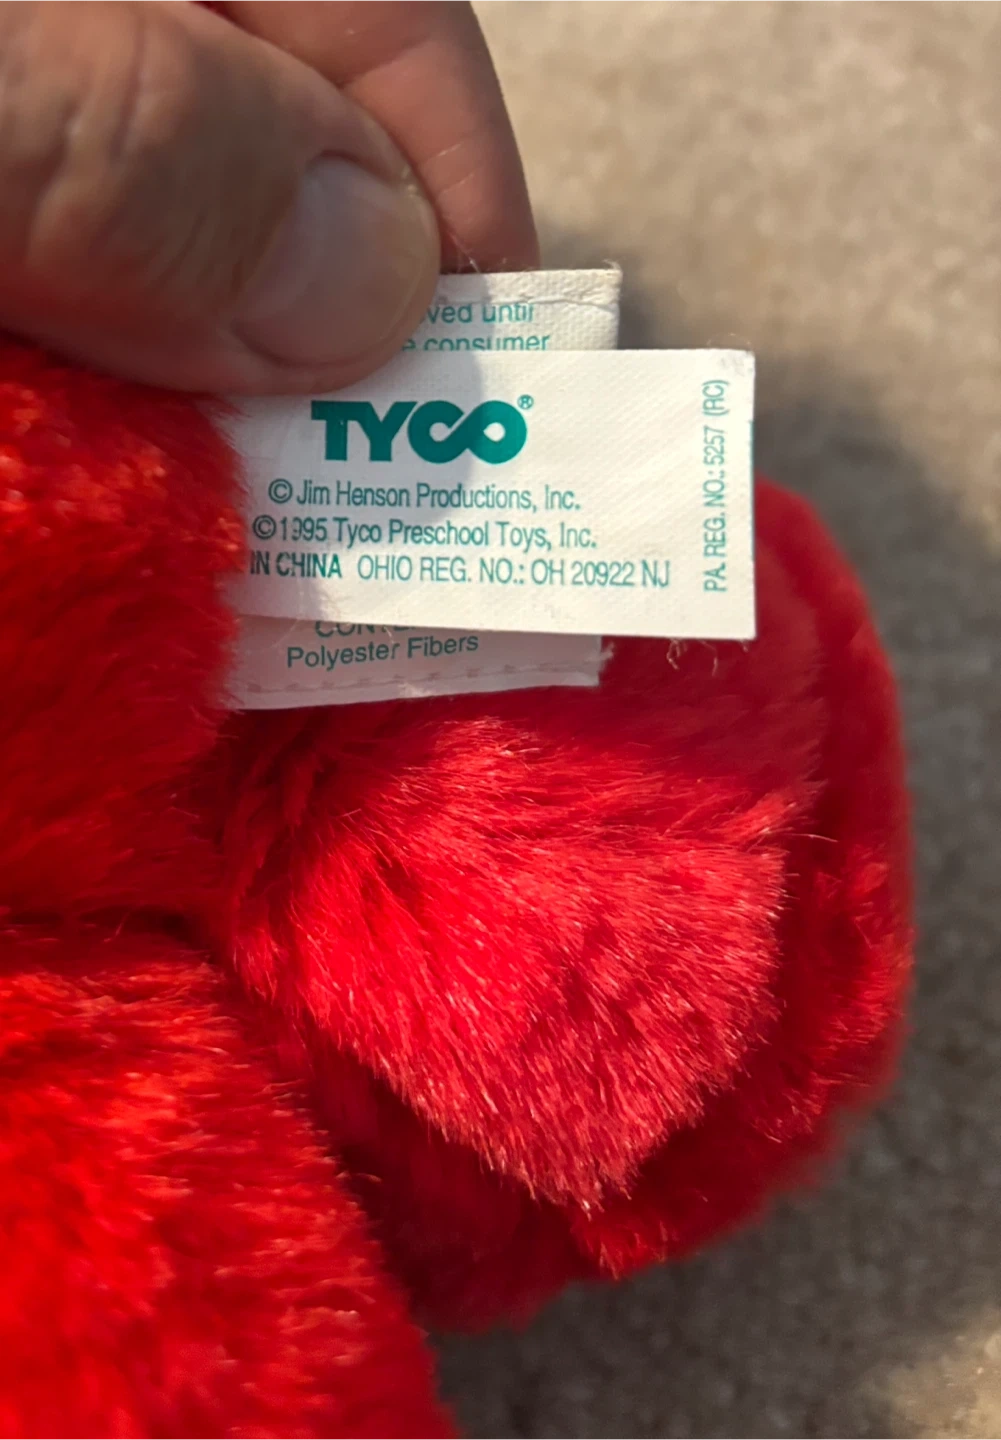 ved until
e consumer
TYCO®
© Jim Henson Productions, Inc.
©1995 Tyco Preschool Toys, Inc.
IN CHINA OHIO REG. NO.: OH 20922 NJ
PA. REG. NO.: 5257 (RC)
Polyester Fibers